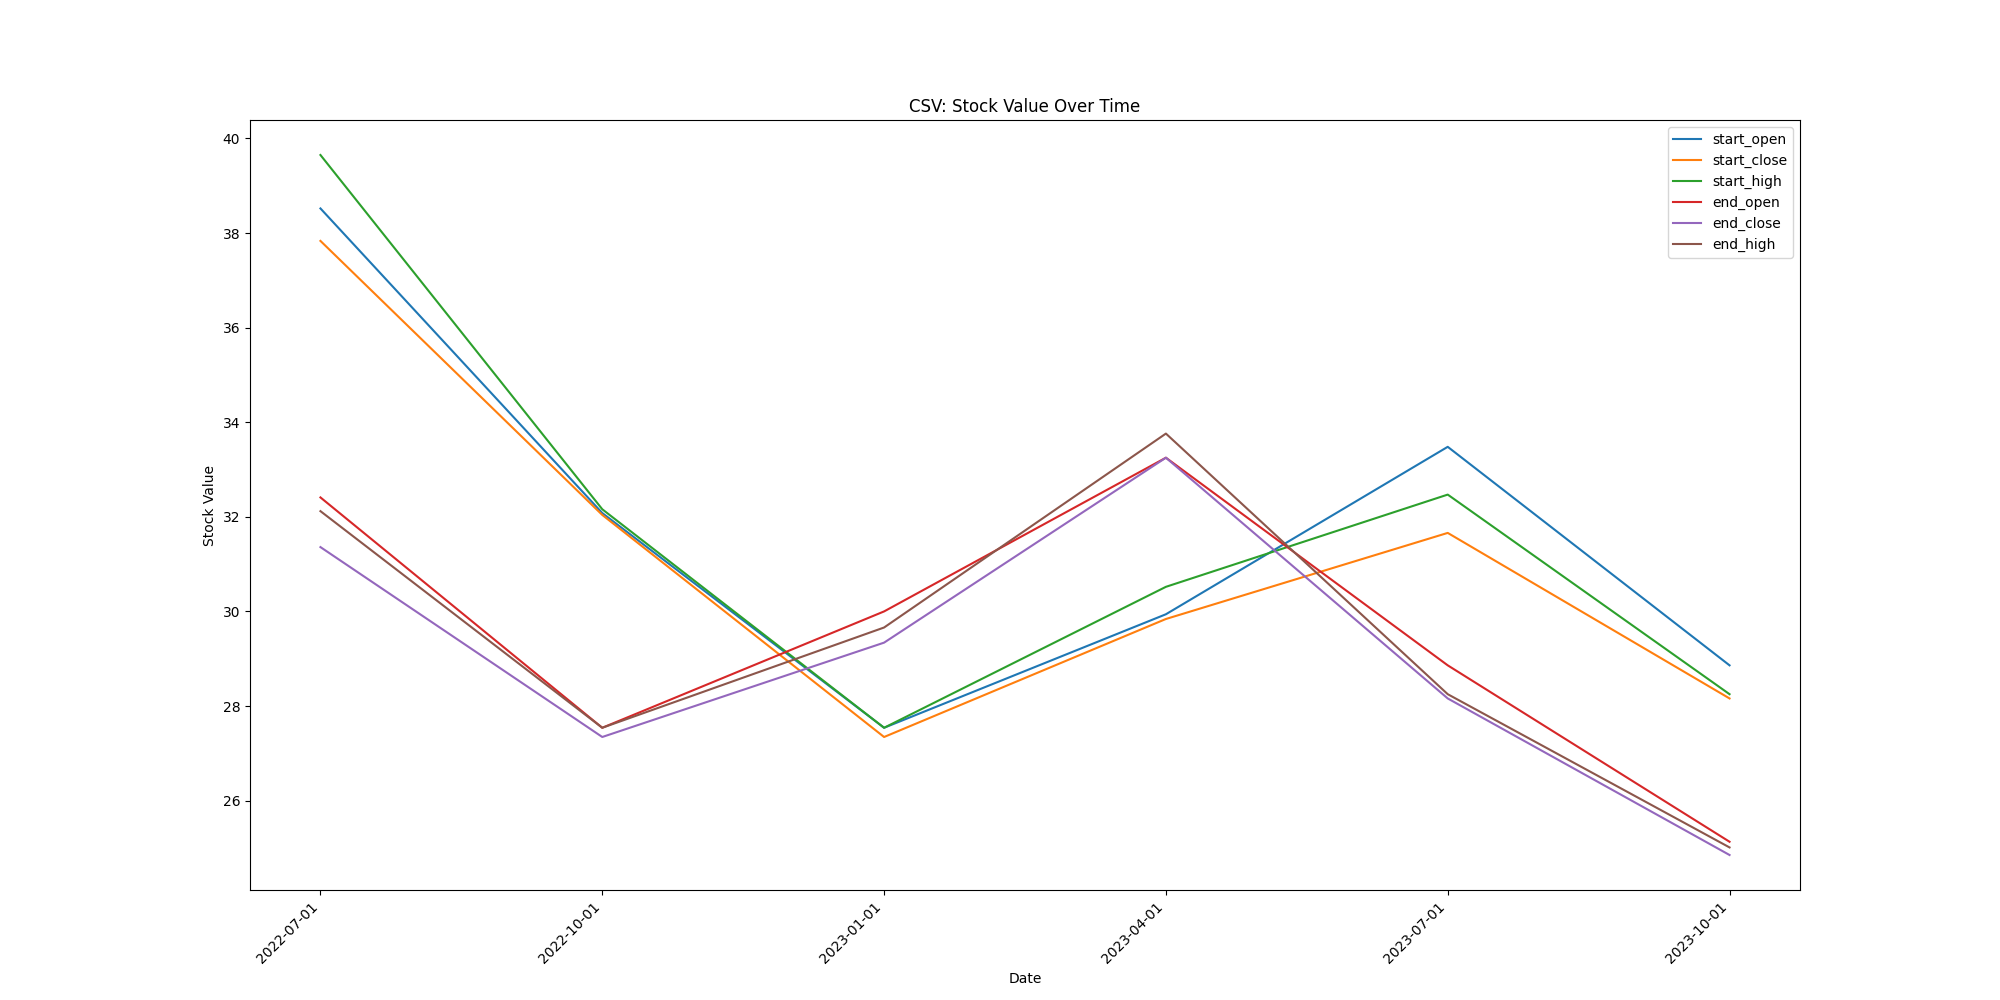 CSV: Stock Value Over Time
40
38
36
34
32
30
28
26
Stock Value
start_open
start_close
start_high
end_open
end_close
end_high
2022-07-01
2022-10-01
2023-01-01
2023-04-01
2023-07-01
2023-10-01
Date